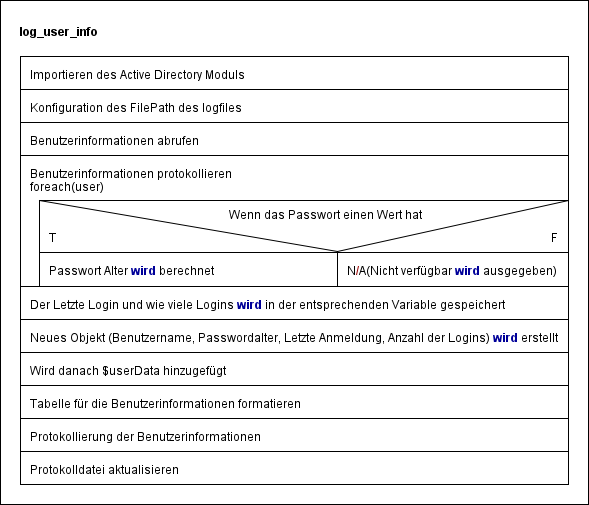 log_user_info
Importieren des Active Directory Moduls
Konfiguration des FilePath des logfiles
Benutzerinformationen abrufen
Benutzerinformationen protokollieren
foreach(user)
Wenn das Passwort einen Wert hat
T
F
Passwort Alter wird berechnet
N/A(Nicht verfügbar wird ausgegeben)
Der Letzte Login und wie viele Logins wird in der entsprechenden Variable gespeichert
Neues Objekt (Benutzername, Passwordalter, Letzte Anmeldung, Anzahl der Logins) wird erstellt
Wird danach $userData hinzugefügt
Tabelle für die Benutzerinformationen formatieren
Protokollierung der Benutzerinformationen
Protokolldatei aktualisieren